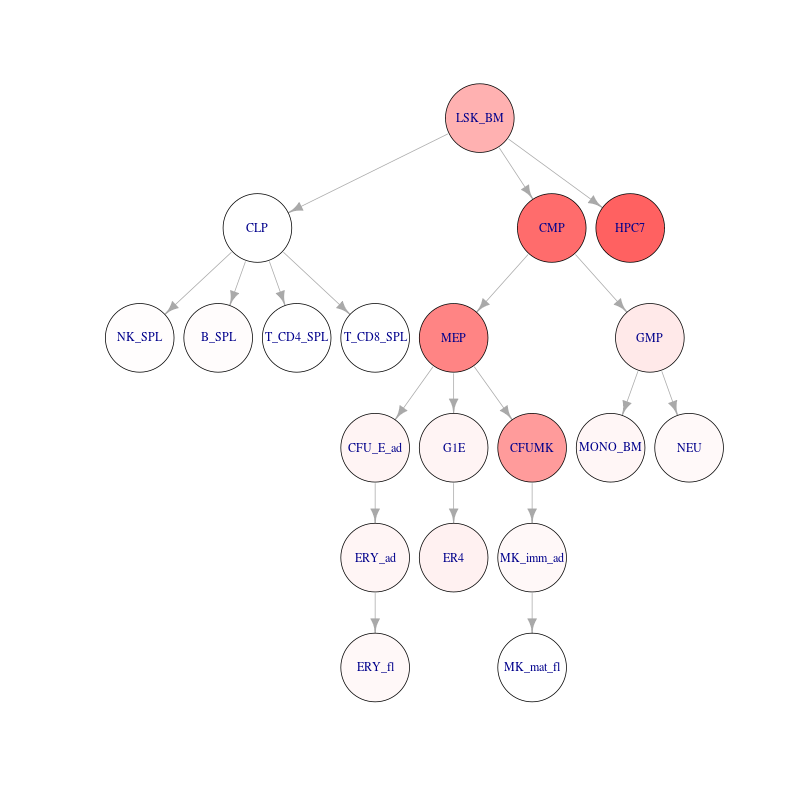 LSK_BM
CLP
CMP
HPC7
NK_SPL
B_SPL
T_CD4_SPL
T_CD8_SPL
MEP
GMP
CFU_E_ad
G1E
CFUMK
MONO_BM
NEU
ERY_ad
ER4
MK_imm_ad
ERY_fl
MK_mat_fl